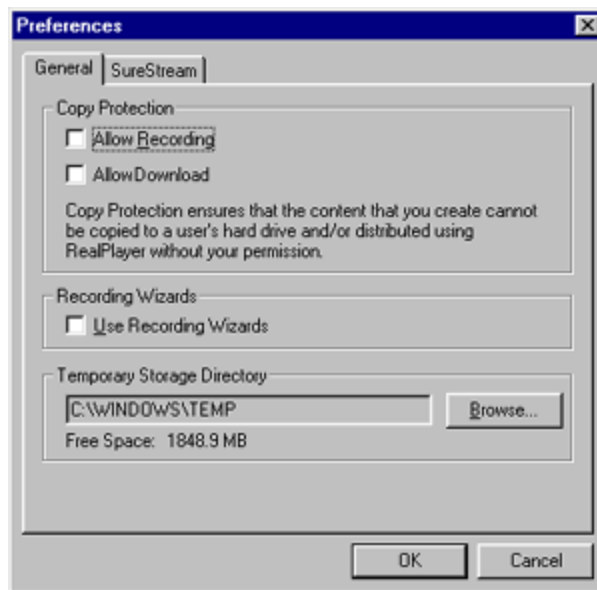 Preferences
General SureStream
Copy Protection
Allow Recording
Allow Download
Copy Protection ensures that the content that you create cannot
be copied to a user's hard drive and/or distributed using
RealPlayer without your permission.
Recording Wizards
Use Recording Wizards
Temporary Storage Directory
C:\WINDOWS\TEMP Browse...
Free Space: 1848.9 MB
OK Cancel